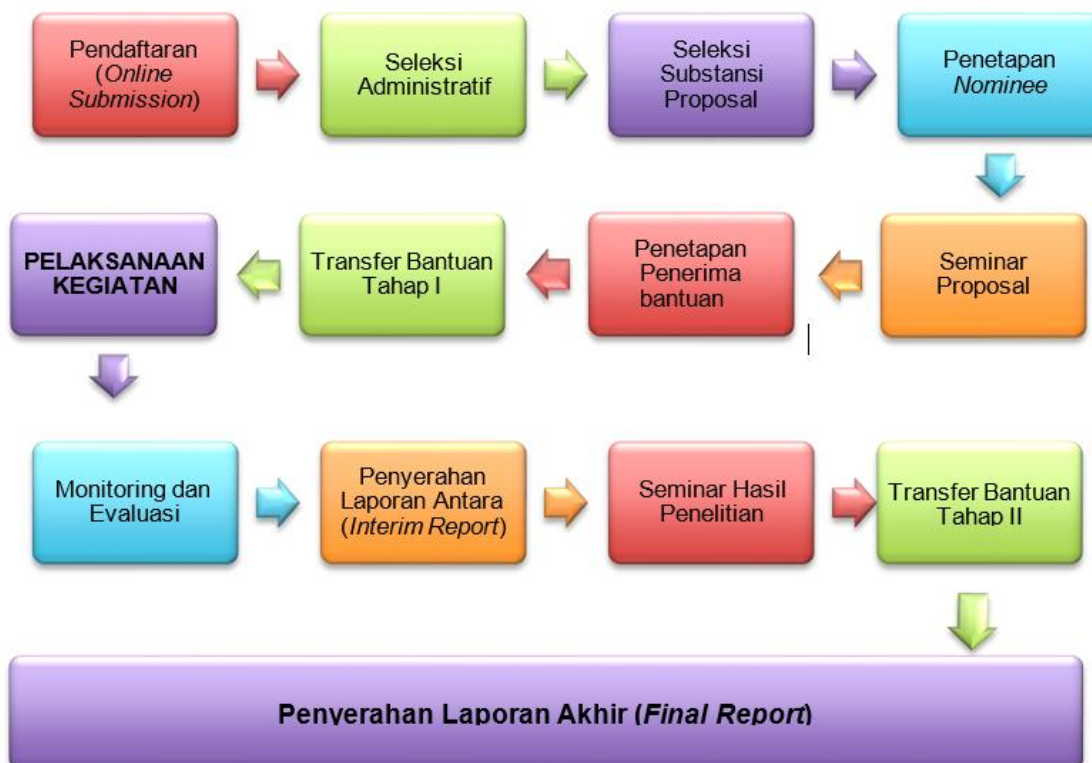 Pendaftaran
(Online
Submission)
Seleksi
Administratif
Seleksi
Substansi
Proposal
Penetapan
Nominee
Seminar
Proposal
Penetapan
Penerima
bantuan
Transfer Bantuan
Tahap I
PELAKSANAAN
KEGIATAN
Monitoring dan
Evaluasi
Penyerahan
Laporan Antara
(Interim Report)
Seminar Hasil
Penelitian
Transfer Bantuan
Tahap II
Penyerahan Laporan Akhir (Final Report)